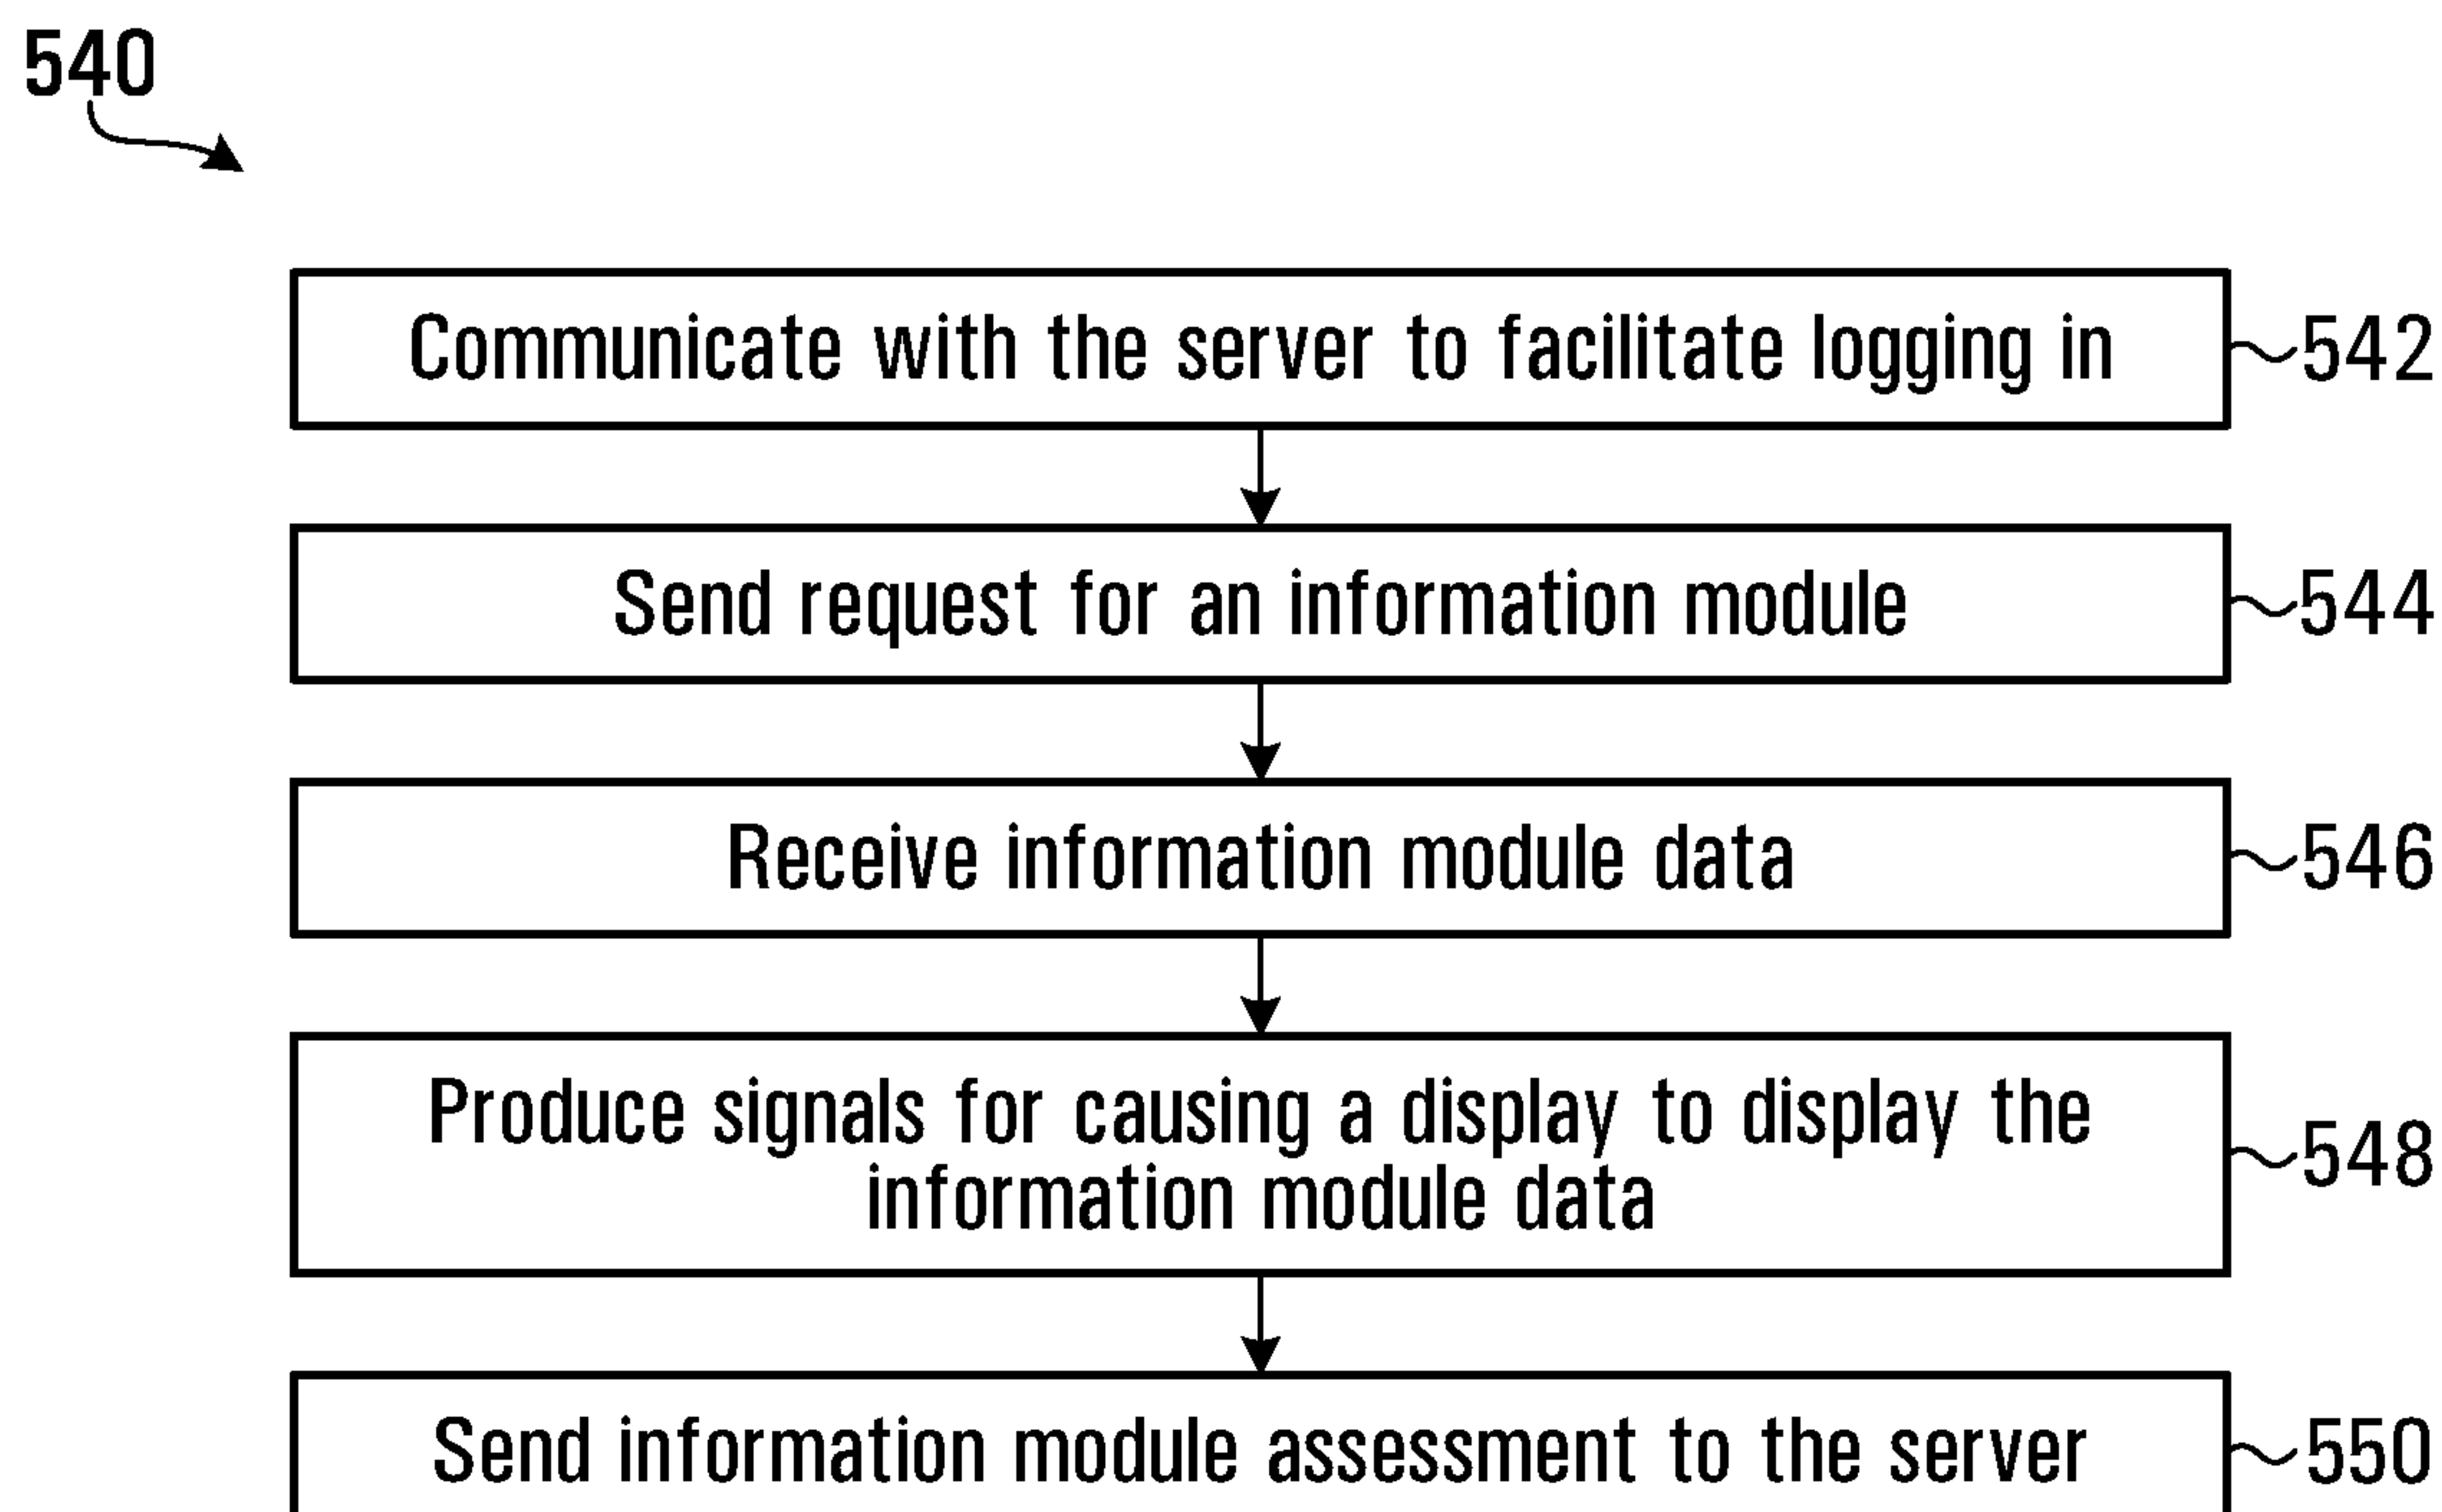 540
Communicate with the server to facilitate logging in
542
Send request for an information module
544
Receive information module data
546
Produce signals for causing a display to display the
information module data
548
Send information module assessment to the server
550